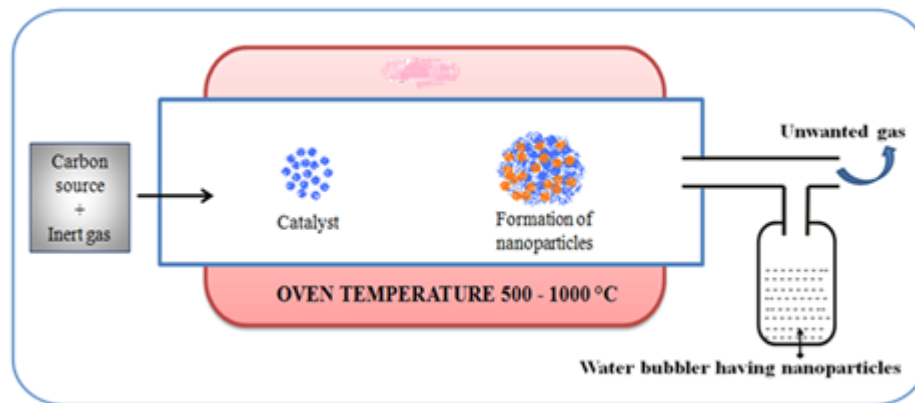 Carbon
source
+
Inert gas
Catalyst
Formation of
nanoparticles
Unwanted gas
OVEN TEMPERATURE 500 - 1000 °C
Water bubbler having nanoparticles